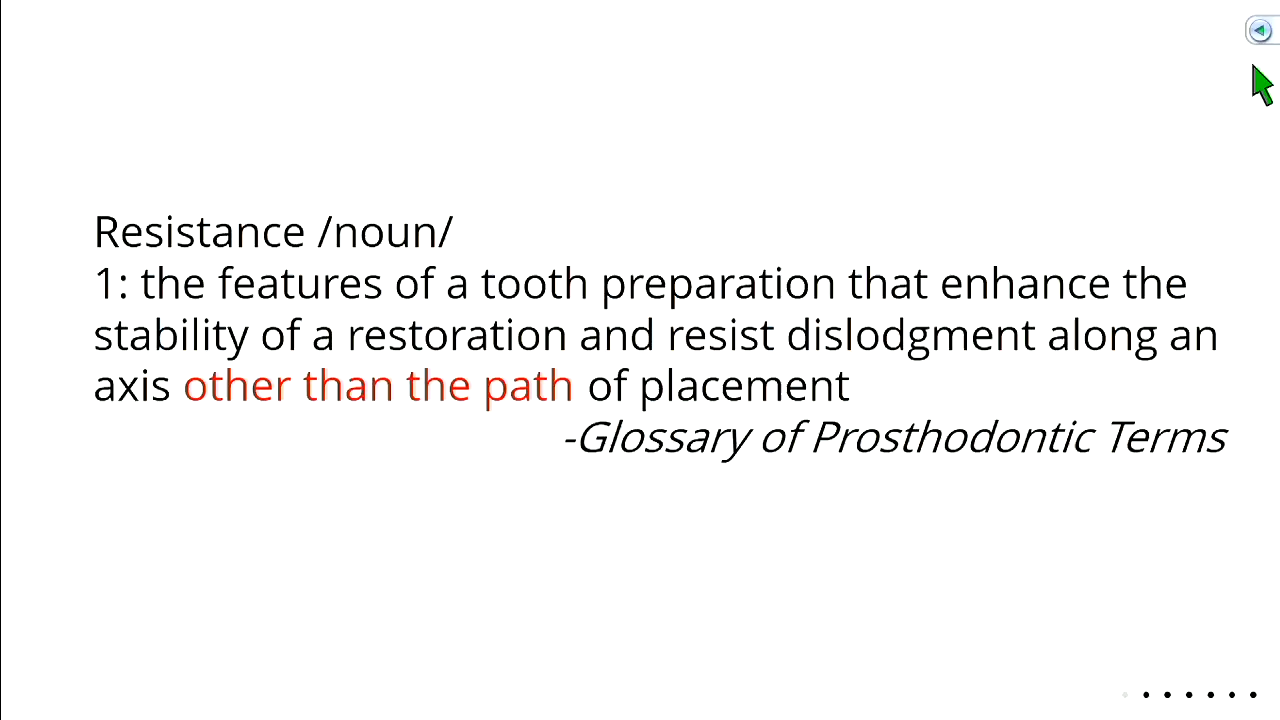 Resistance /noun/
1: the features of a tooth preparation that enhance the
stability of a restoration and resist dislodgment along an
axis other than the path of placement
-Glossary of Prosthodontic Terms